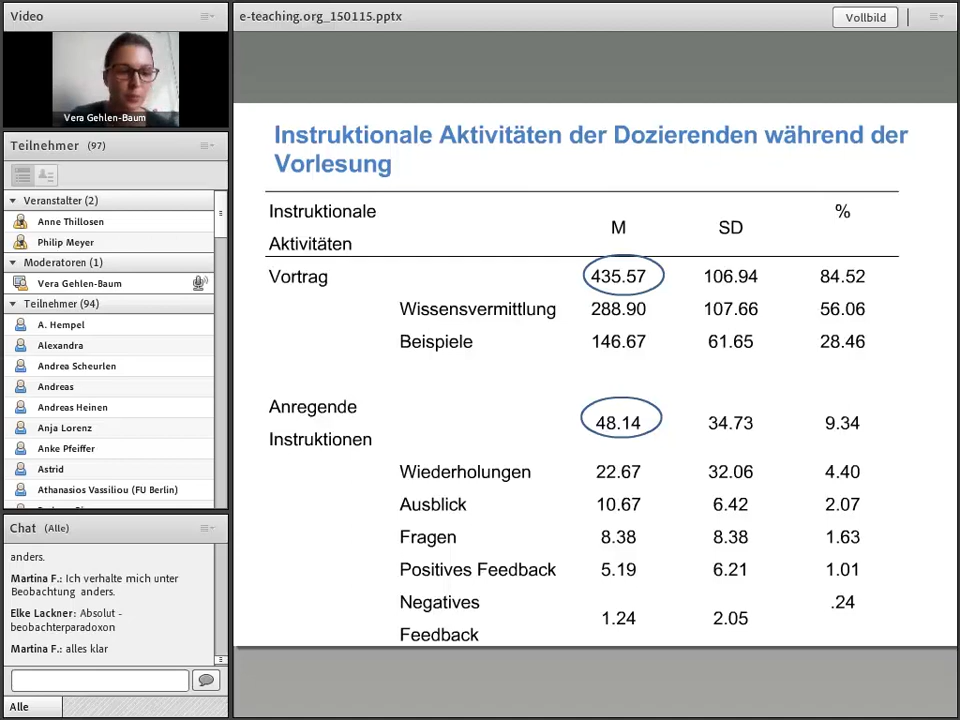 Video
Vera Gehlen-Baum
Teilnehmer (97)
Veranstalter (2)
Anne Thillosen
Philip Meyer
Moderatoren (1)
Vera Gehlen-Baum
Teilnehmer (94)
A. Hempel
Alexandra
Andrea Scheurlen
Andreas
Andreas Heinen
Anja Lorenz
Anke Pfeiffer
Astrid
Athanasios Vassiliou (FU Berlin)
Chat (Alle)
anders.
Martina F.: Ich verhalte mich unter
Beobachtung anders.
Elke Lackner: Absolut -
beobachterparadoxon
Martina F.: alles klar
Alle
e-teaching.org_150115.pptx
Vollbild
Instruktionale Aktivitäten der Dozierenden während der
Vorlesung
Instruktionale
Aktivitäten
M SD %
Vortrag 435.57 106.94 84.52
Wissensvermittlung 288.90 107.66 56.06
Beispiele 146.67 61.65 28.46
Anregende
Instruktionen
48.14 34.73 9.34
Wiederholungen 22.67 32.06 4.40
Ausblick 10.67 6.42 2.07
Fragen 8.38 8.38 1.63
Positives Feedback 5.19 6.21 1.01
Negatives
Feedback
1.24 2.05 .24